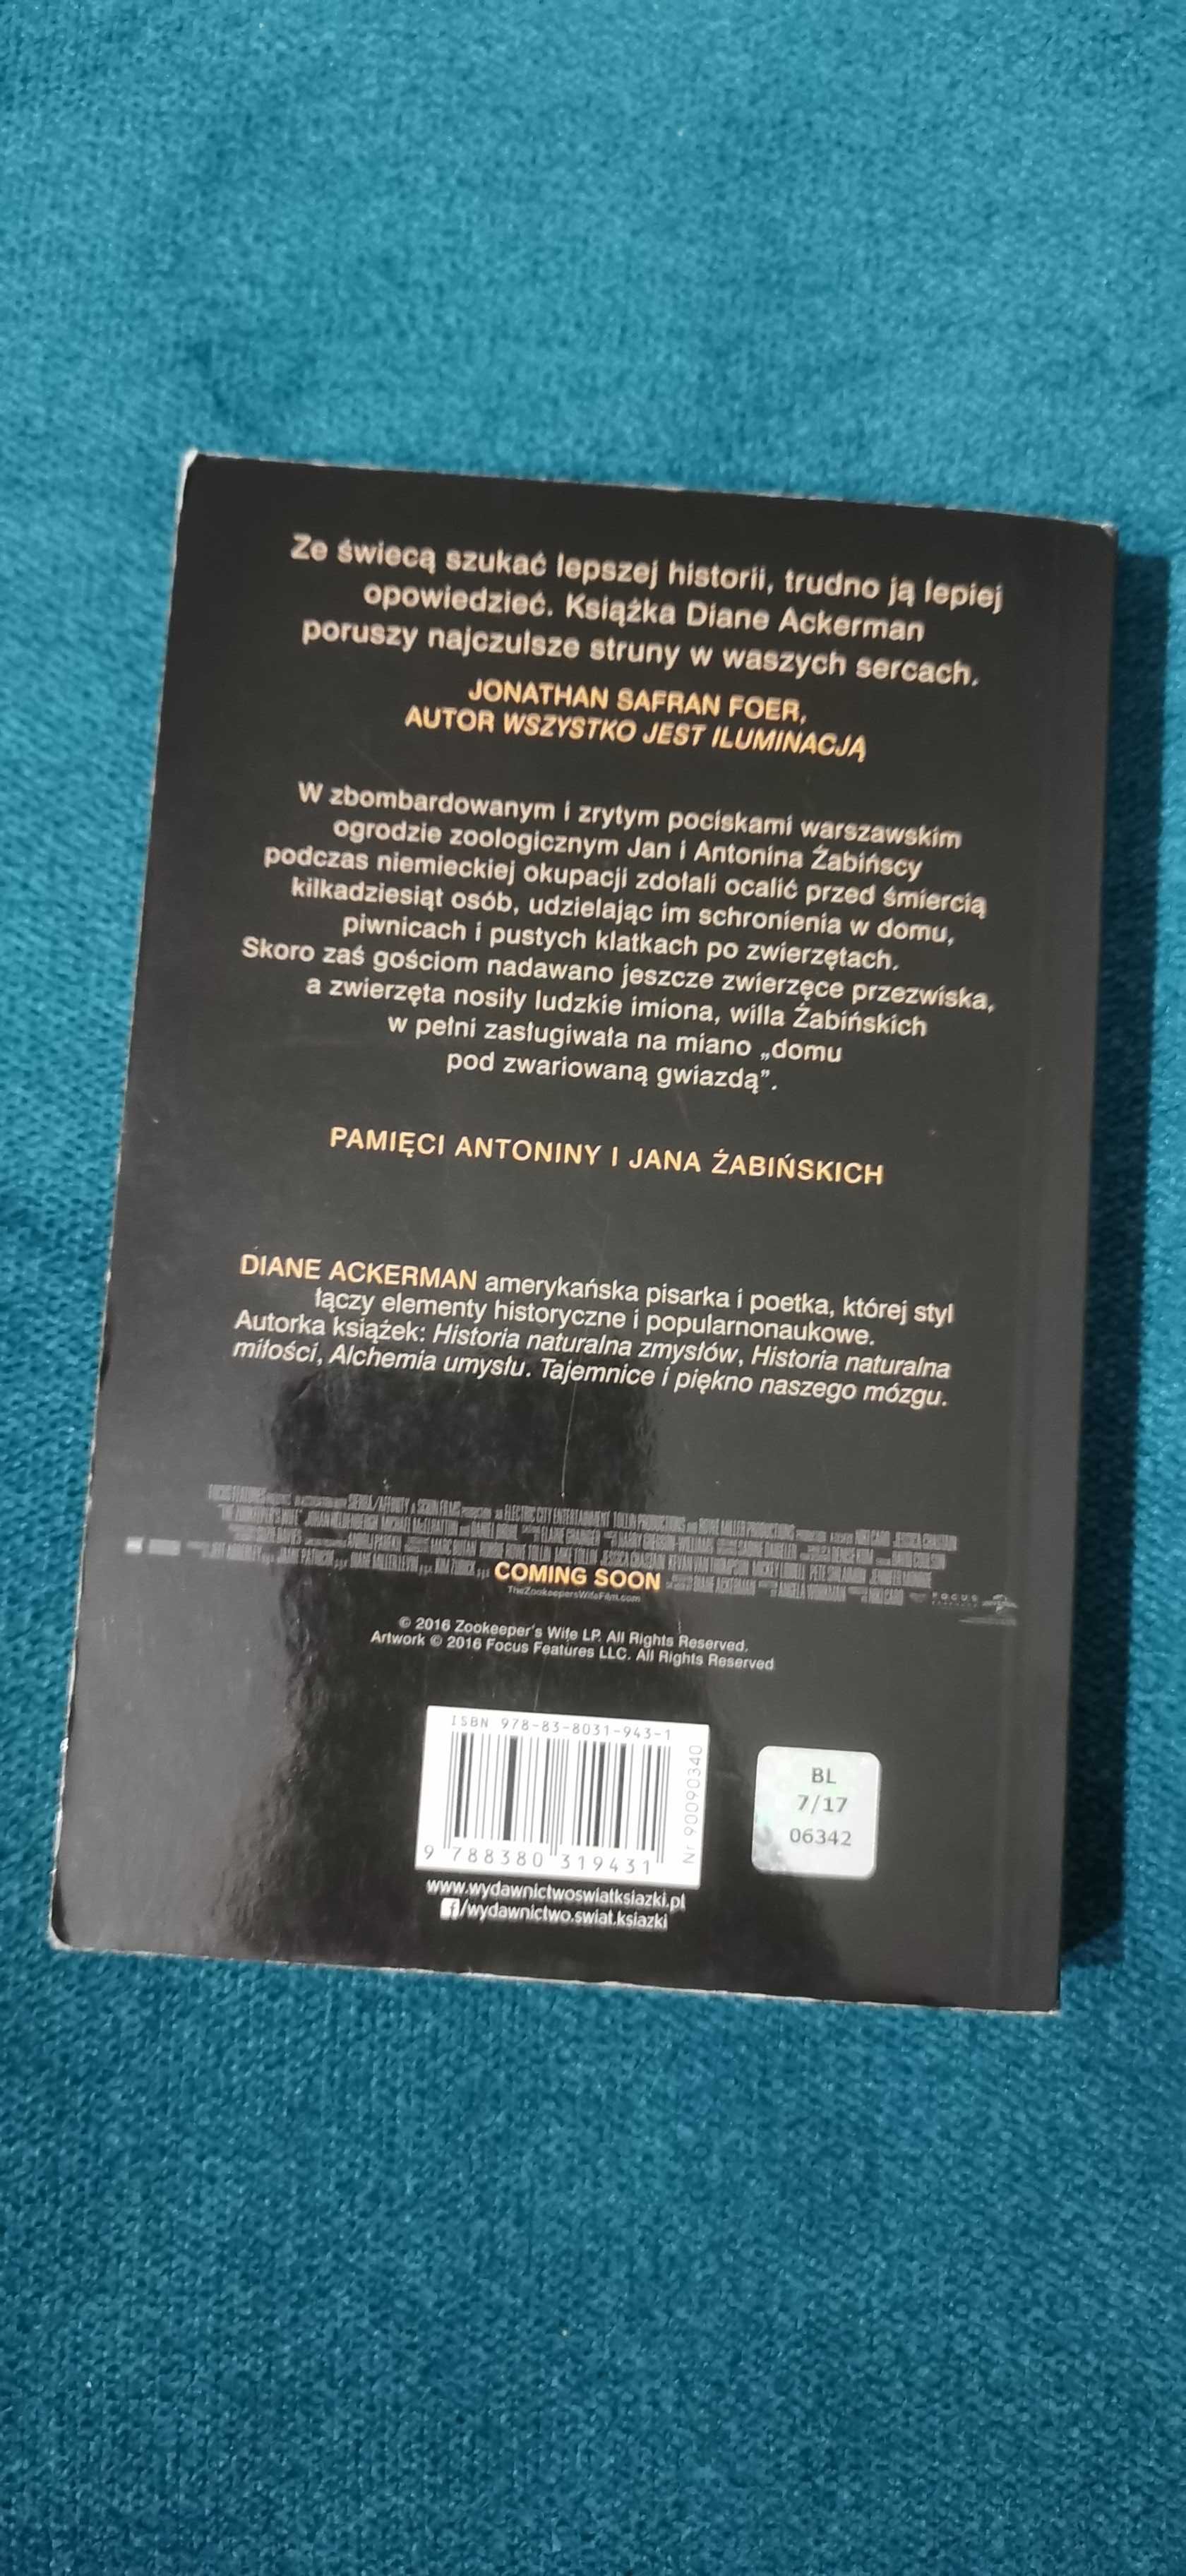 Ze świecą szukać lepszej historii, trudno ją lepiej
opowiedzieć. Książka Diane Ackerman
poruszy najczulsze struny w waszych sercach.
JONATHAN SAFRAN FOER,
AUTOR WSZYSTKO JEST ILUMINACJĄ
W zbombardowanym i zrytym pociskami warszawskim
ogrodzie zoologicznym Jan i Antonina Żabińscy
podczas niemieckiej okupacji zdołali ocalić przed śmiercią
kilkadziesiąt osób, udzielając im schronienia w domu,
piwnicach i pustych klatkach po zwierzętach.
Skoro zaś gościom nadawano jeszcze zwierzęce przezwiska,
a zwierzęta nosiły ludzkie imiona, willa Żabińskich
w pełni zasługiwała na miano „domu
pod zwariowaną gwiazdą”.
PAMIĘCI ANTONINY I JANA ŻABIŃSKICH
DIANE ACKERMAN amerykańska pisarka i poetka, której styl
łączy elementy historyczne i popularnonaukowe.
Autorka książek: Historia naturalna zmysłów, Historia naturalna
miłości, Alchemia umysłu. Tajemnice i piękno naszego mózgu.
COMING SOON
TheZookeepersWifeFilm.com
FOCUS
© 2016 Zookeeper's Wife LP. All Rights Reserved.
Artwork © 2016 Focus Features LLC. All Rights Reserved
ISBN 978-83-8031-943-1
Nr 90090340
9 788380 319431
BL
7/17
06342
www.wydawnictwoswiatksiazki.pl
f/wydawnictwo.swiat.ksiazki